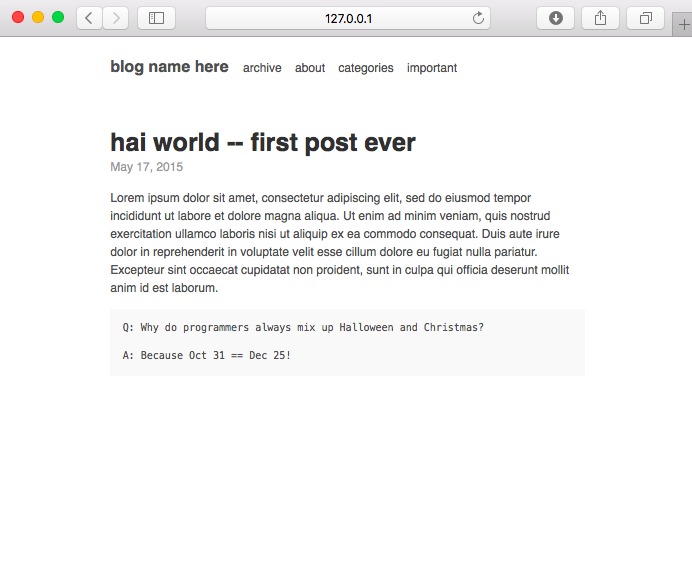 127.0.0.1
blog name here archive about categories important
hai world -- first post ever
May 17, 2015
Lorem ipsum dolor sit amet, consectetur adipiscing elit, sed do eiusmod tempor
incididunt ut labore et dolore magna aliqua. Ut enim ad minim veniam, quis nostrud
exercitation ullamco laboris nisi ut aliquip ex ea commodo consequat. Duis aute irure
dolor in reprehenderit in voluptate velit esse cillum dolore eu fugiat nulla pariatur.
Excepteur sint occaecat cupidatat non proident, sunt in culpa qui officia deserunt mollit
anim id est laborum.
Q: Why do programmers always mix up Halloween and Christmas?
A: Because Oct 31 == Dec 25!